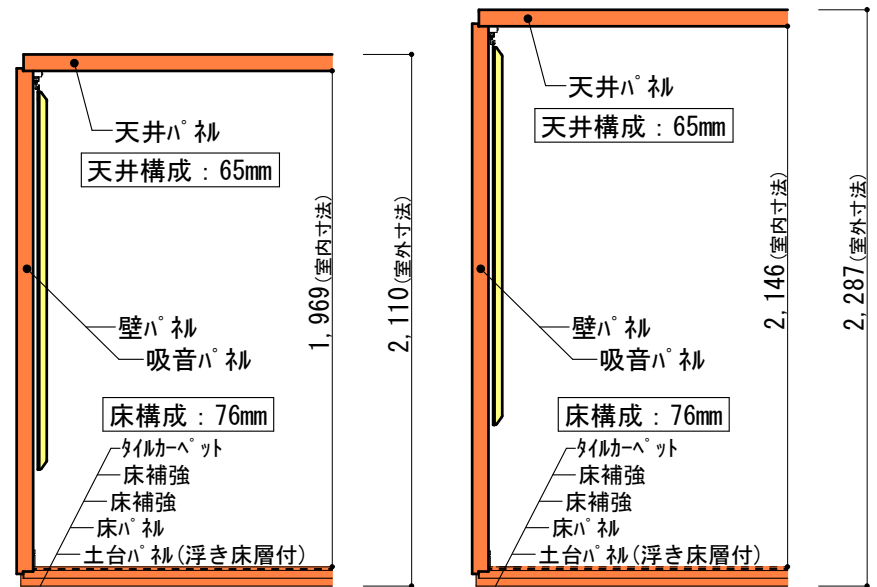 天井パネル
天井構成：65mm
1,969(室内寸法)
2,110(室外寸法)
壁パネル
吸音パネル
床構成：76mm
タイルカーペット
床補強
床補強
床パネル
土台パネル(浮き床層付)
天井パネル
天井構成：65mm
2,146(室内寸法)
2,287(室外寸法)
壁パネル
吸音パネル
床構成：76mm
タイルカーペット
床補強
床補強
床パネル
土台パネル(浮き床層付)